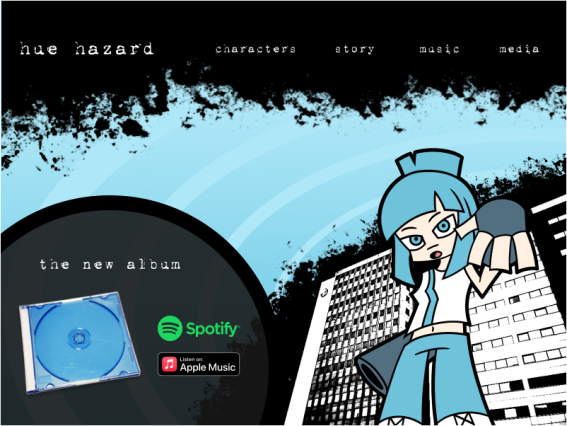 hue hazard
characters story music media
the new album
Spotify
Listen on
Apple Music